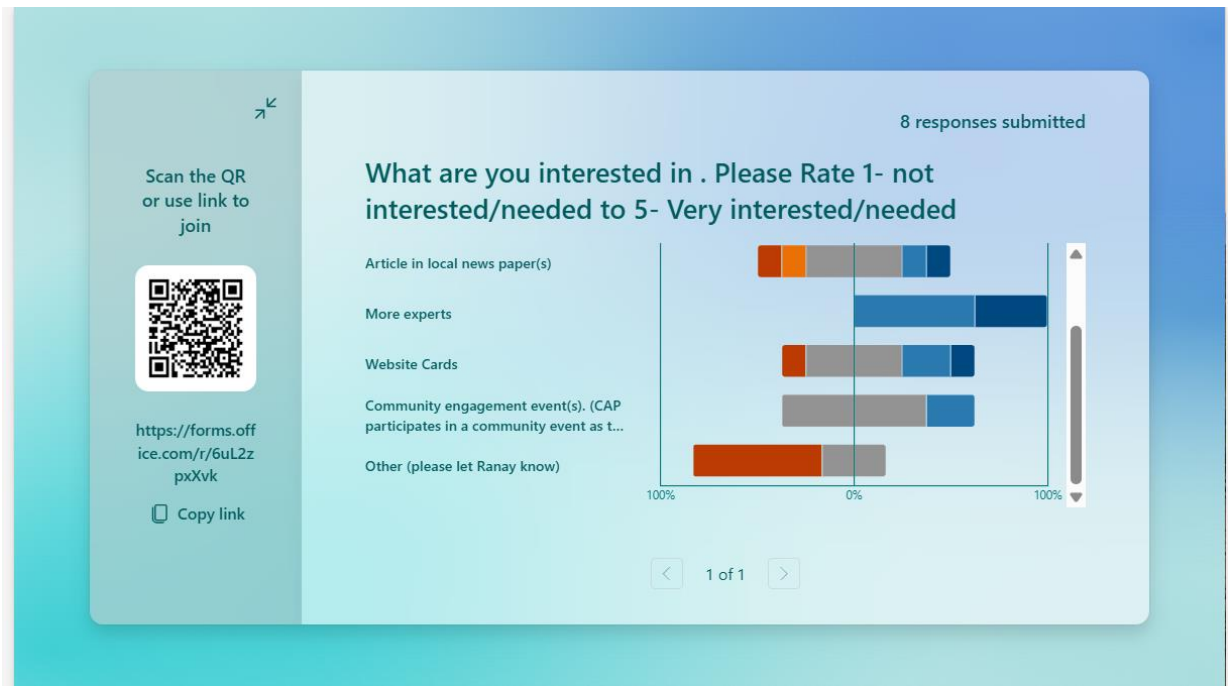 Scan the QR
or use link to
join
https://forms.off
ice.com/r/6uL2z
pxXvk
Copy link
8 responses submitted
What are you interested in . Please Rate 1- not
interested/needed to 5- Very interested/needed
Article in local news paper(s)
More experts
Website Cards
Community engagement event(s). (CAP
participates in a community event as t...
Other (please let Ranay know)
100% 0% 100%
1 of 1